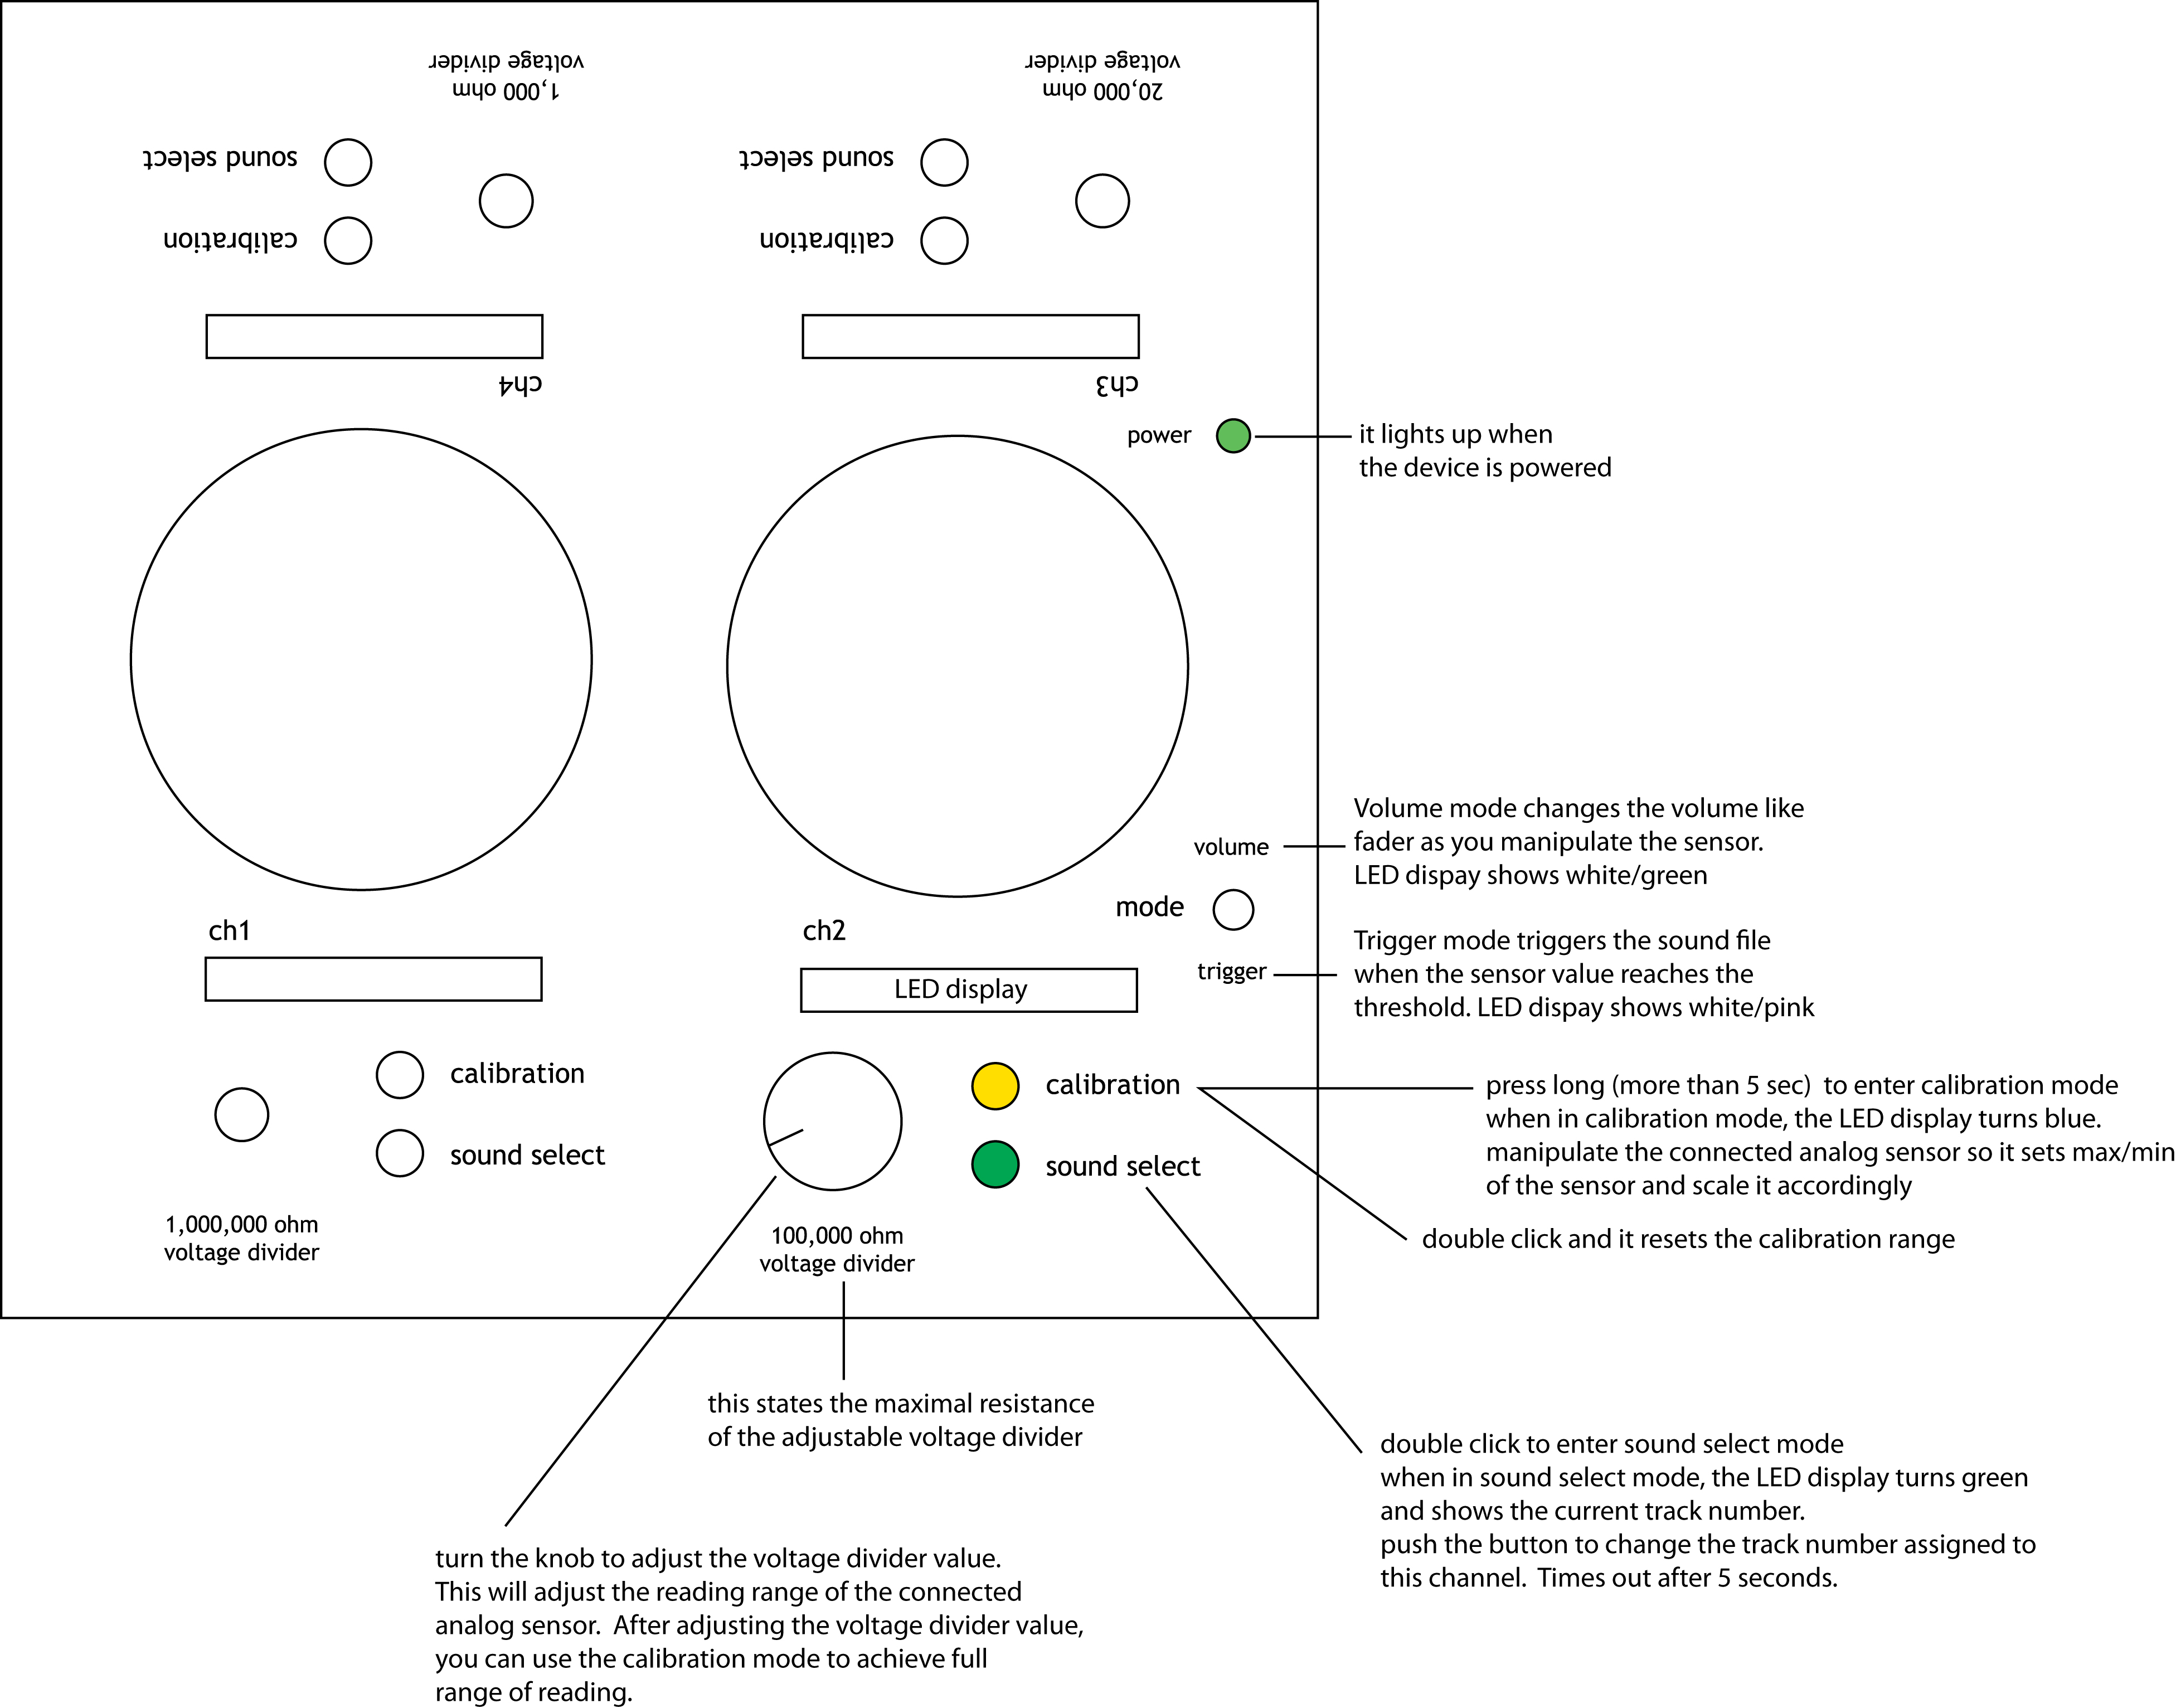 1,000 ohm
voltage divider
20,000 ohm
voltage divider
sound select
sound select
calibration
calibration
ch4
ch3
power
it lights up when
the device is powered
volume
Volume mode changes the volume like
fader as you manipulate the sensor.
LED dispay shows white/green
mode
ch1
ch2
trigger
Trigger mode triggers the sound file
when the sensor value reaches the
threshold. LED dispay shows white/pink
LED display
calibration
sound select
calibration
sound select
press long (more than 5 sec)  to enter calibration mode
when in calibration mode, the LED display turns blue.
manipulate the connected analog sensor so it sets max/min
of the sensor and scale it accordingly
double click and it resets the calibration range
1,000,000 ohm
voltage divider
100,000 ohm
voltage divider
this states the maximal resistance
of the adjustable voltage divider
double click to enter sound select mode
when in sound select mode, the LED display turns green
and shows the current track number.
push the button to change the track number assigned to
this channel.  Times out after 5 seconds.
turn the knob to adjust the voltage divider value.
This will adjust the reading range of the connected
analog sensor.  After adjusting the voltage divider value,
you can use the calibration mode to achieve full
range of reading.